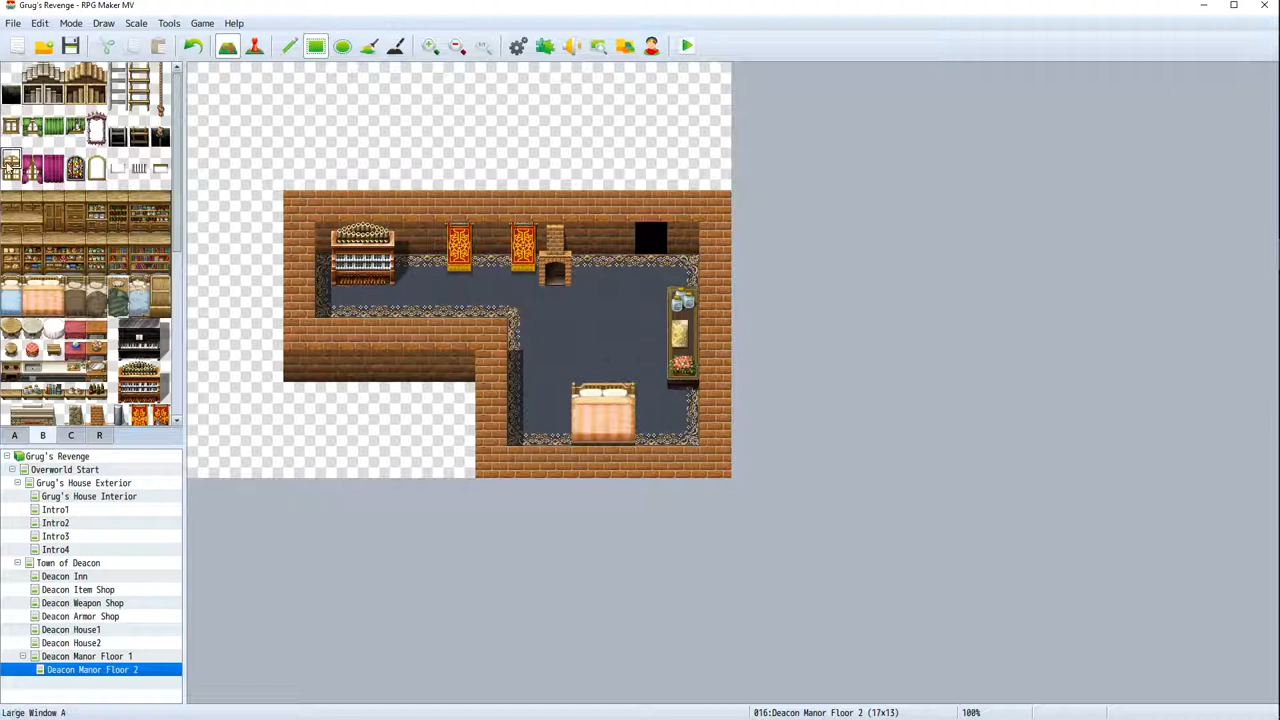 Grug's Revenge - RPG Maker MV
File Edit Mode Draw Scale Tools Game Help
A B C R
Grug's Revenge
Overworld Start
Grug's House Exterior
Grug's House Interior
Intro1
Intro2
Intro3
Intro4
Town of Deacon
Deacon Inn
Deacon Item Shop
Deacon Weapon Shop
Deacon Armor Shop
Deacon House1
Deacon House2
Deacon Manor Floor 1
Deacon Manor Floor 2
Large Window A 016:Deacon Manor Floor 2 (17x13) 100%